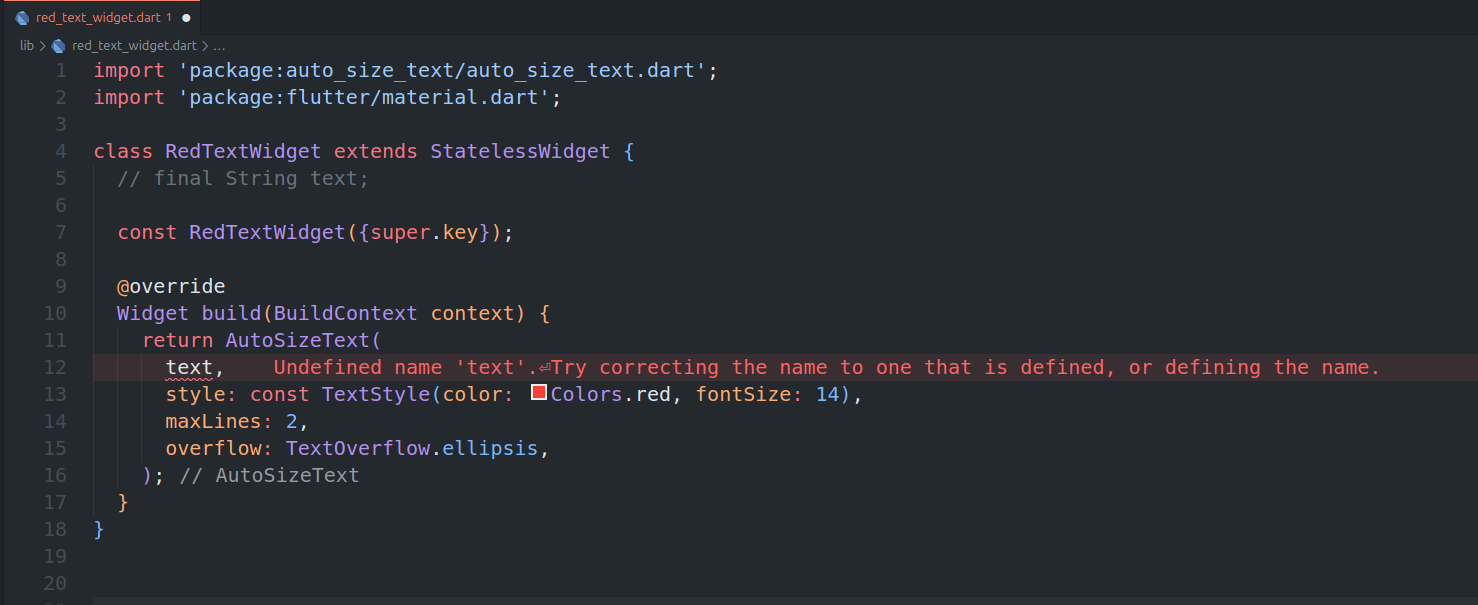 red_text_widget.dart 1
lib > red_text_widget.dart > ...
1 import 'package:auto_size_text/auto_size_text.dart';
2 import 'package:flutter/material.dart';
3
4 class RedTextWidget extends StatelessWidget {
5   // final String text;
6
7   const RedTextWidget({super.key});
8
9   @override
10   Widget build(BuildContext context) {
11     return AutoSizeText(
12       text,    Undefined name 'text'.⏎Try correcting the name to one that is defined, or defining the name.
13       style: const TextStyle(color: Colors.red, fontSize: 14),
14       maxLines: 2,
15       overflow: TextOverflow.ellipsis,
16     ); // AutoSizeText
17   }
18 }
19
20